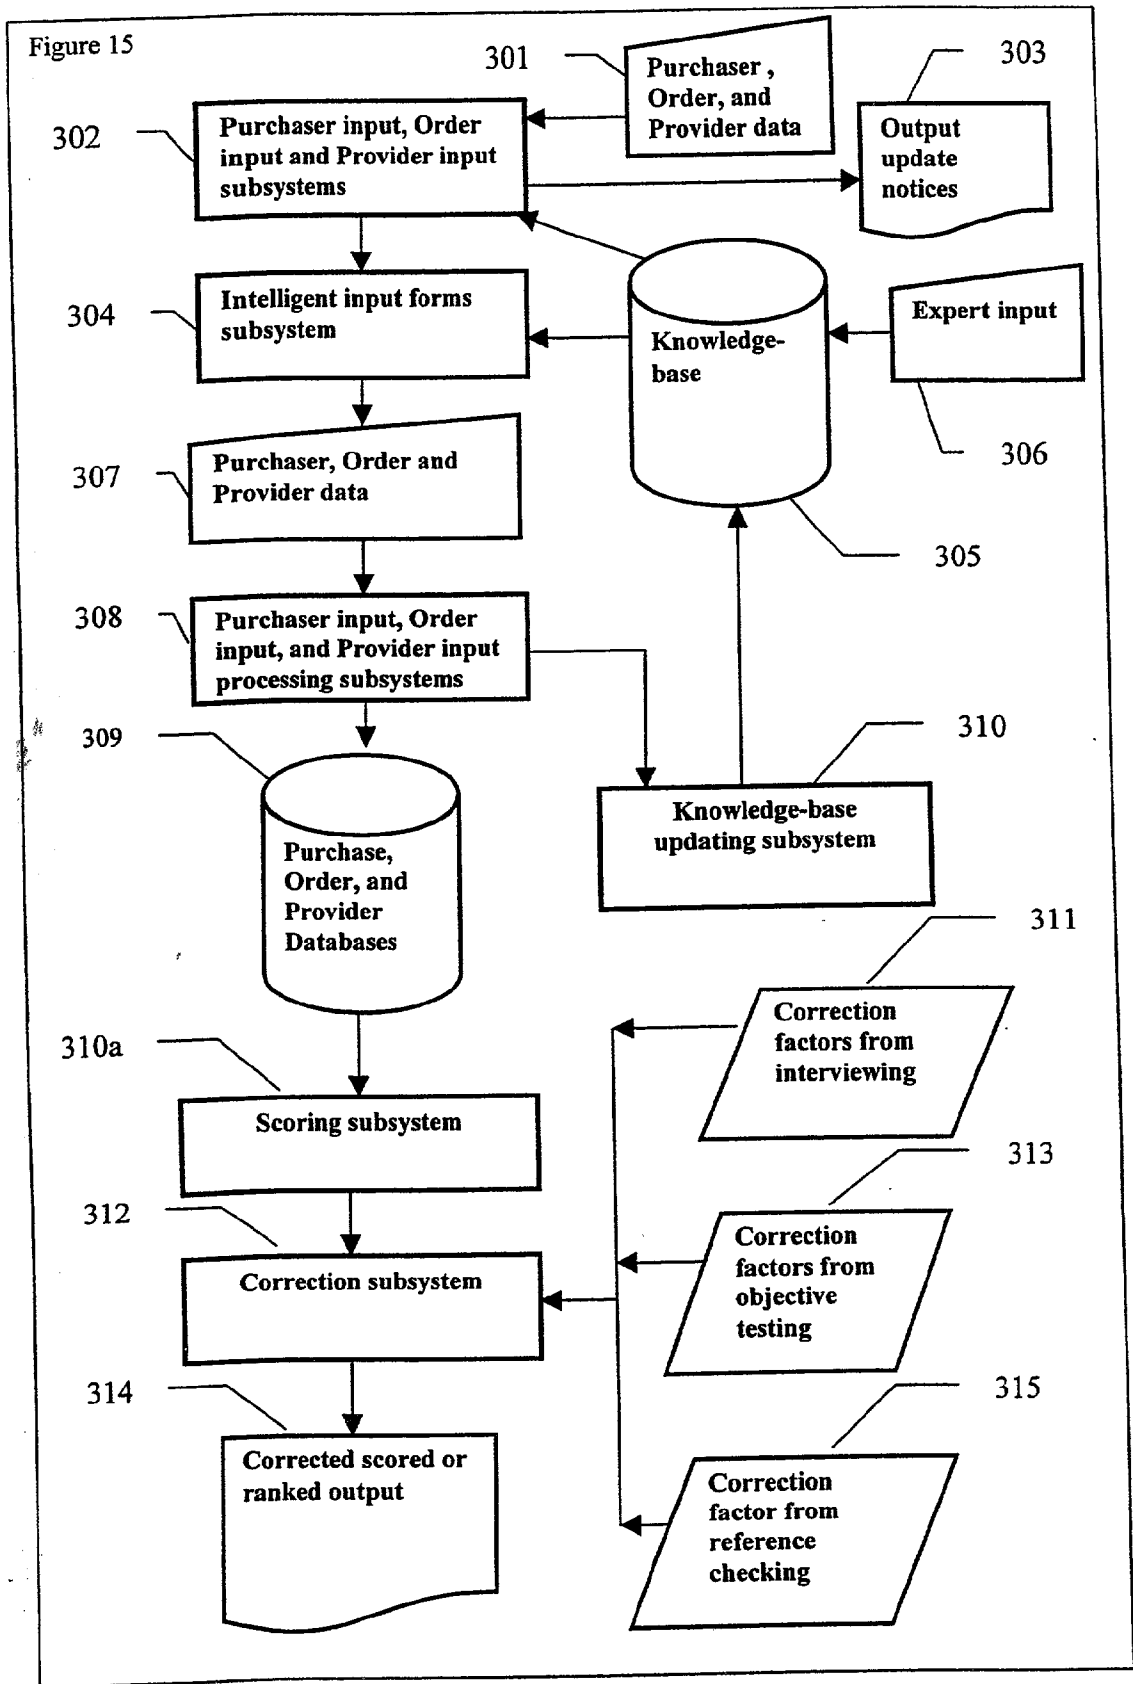 Figure 15
301
Purchaser ,
Order, and
Provider data
303
Output
update
notices
302
Purchaser input, Order
input and Provider input
subsystems
304
Intelligent input forms
subsystem
Knowledge-
base
Expert input
306
305
307
Purchaser, Order and
Provider data
308
Purchaser input, Order
input, and Provider input
processing subsystems
309
Purchase,
Order, and
Provider
Databases
310
Knowledge-base
updating subsystem
310a
Scoring subsystem
311
Correction
factors from
interviewing
312
Correction subsystem
313
Correction
factors from
objective
testing
314
Corrected scored or
ranked output
315
Correction
factor from
reference
checking